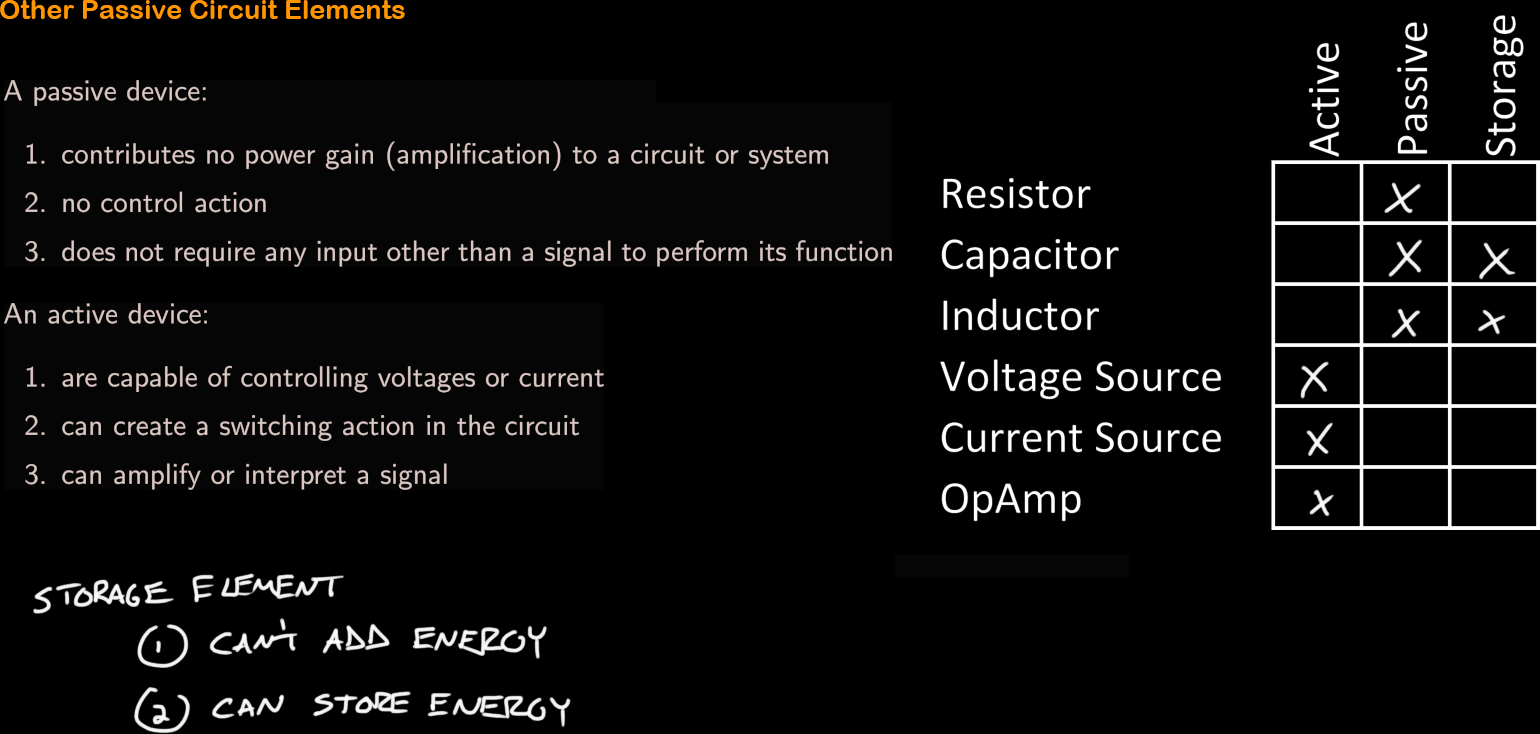 Other Passive Circuit Elements
A passive device:
1. contributes no power gain (amplification) to a circuit or system
2. no control action
3. does not require any input other than a signal to perform its function
An active device:
1. are capable of controlling voltages or current
2. can create a switching action in the circuit
3. can amplify or interpret a signal
STORAGE ELEMENT
(1) CAN'T ADD ENERGY
(2) CAN STORE ENERGY
Active Passive Storage
Resistor X
Capacitor X X
Inductor X X
Voltage Source X
Current Source X
OpAmp X